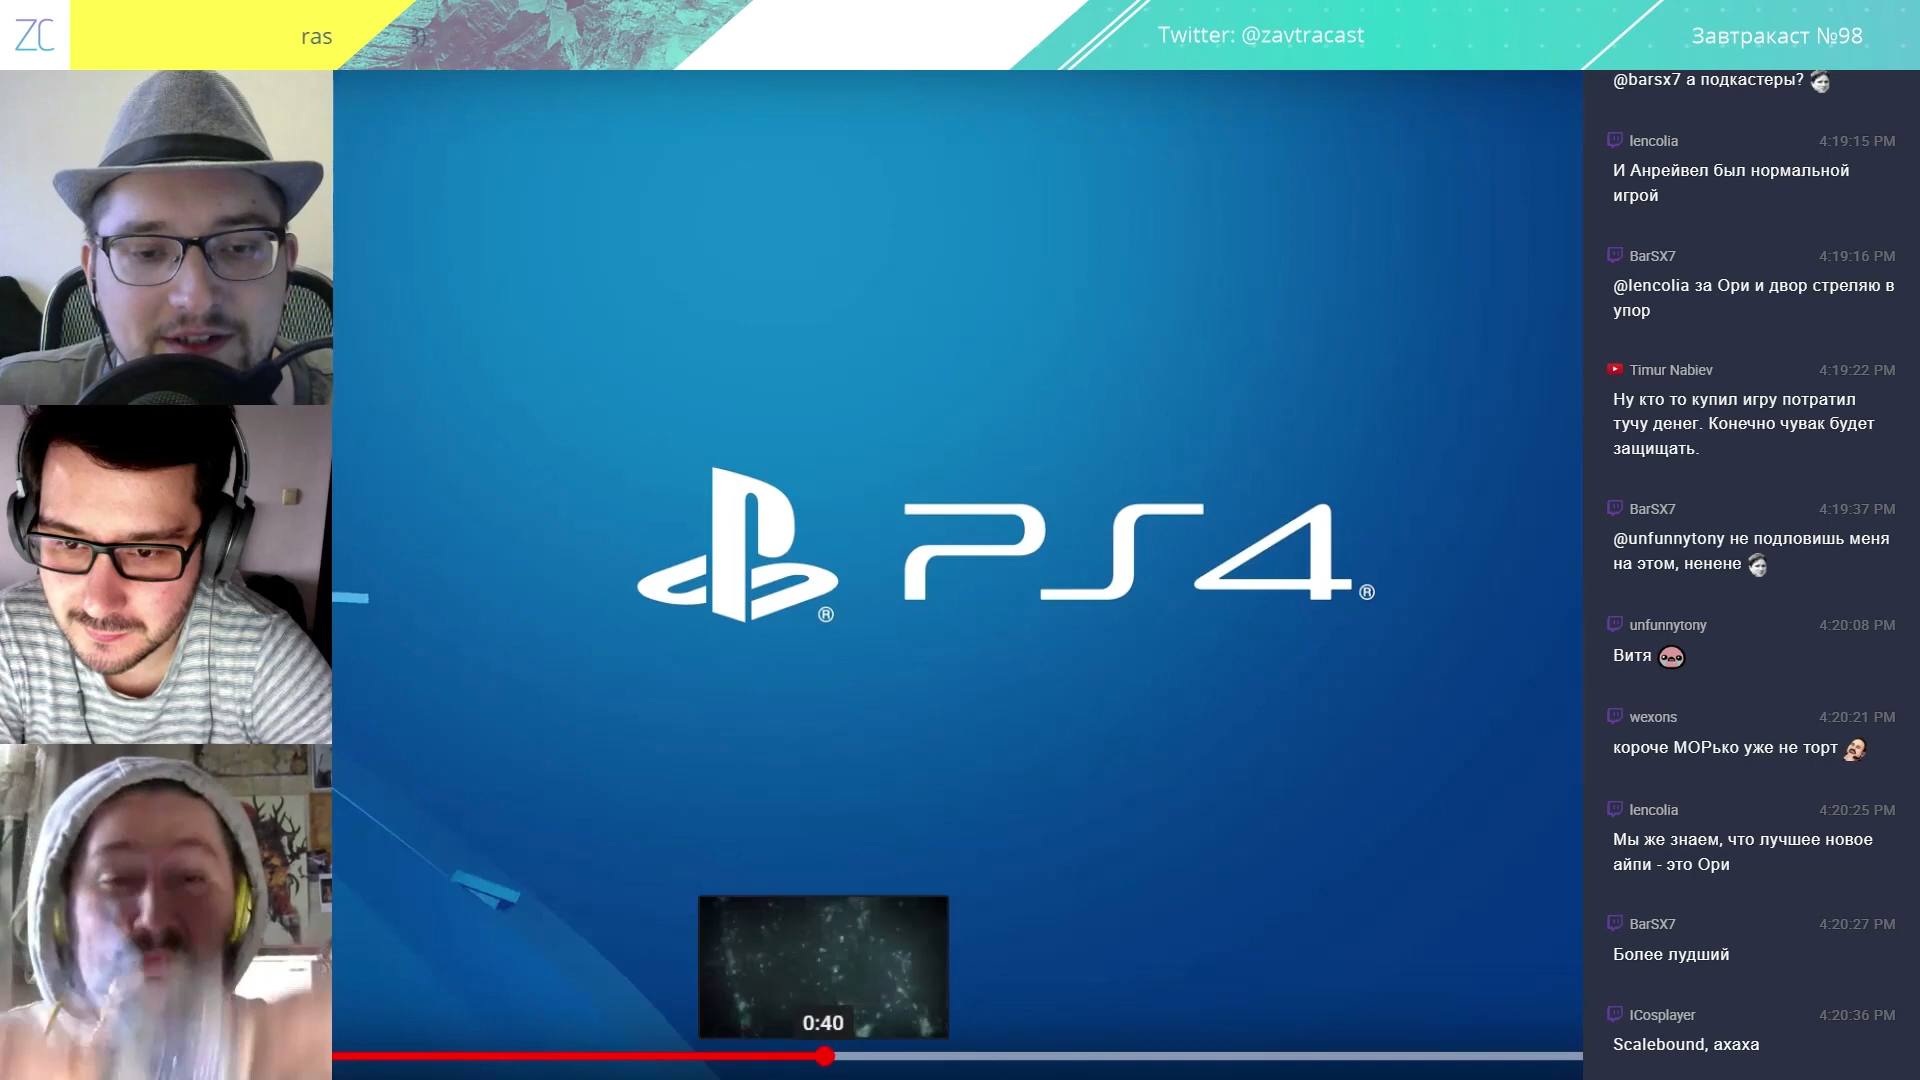 ZC
ras
3)
Twitter: @zavtracast
Завтракаст №98
@barsx7 а подкастеры?
lencolia 4:19:15 PM
И Анрейвел был нормальной
игрой
BarSX7 4:19:16 PM
@lencolia за Ори и двор стреляю в
упор
Timur Nabiev 4:19:22 PM
Ну кто то купил игру потратил
тучу денег. Конечно чувак будет
защищать.
BarSX7 4:19:37 PM
@unfunnytony не подловишь меня
на этом, ненене
unfunnytony 4:20:08 PM
Витя
wexons 4:20:21 PM
короче МОРько уже не торт
lencolia 4:20:25 PM
Мы же знаем, что лучшее новое
айпи - это Ори
BarSX7 4:20:27 PM
Более лудший
ICosplayer 4:20:36 PM
Scalebound, ахаха
® PS4®
0:40